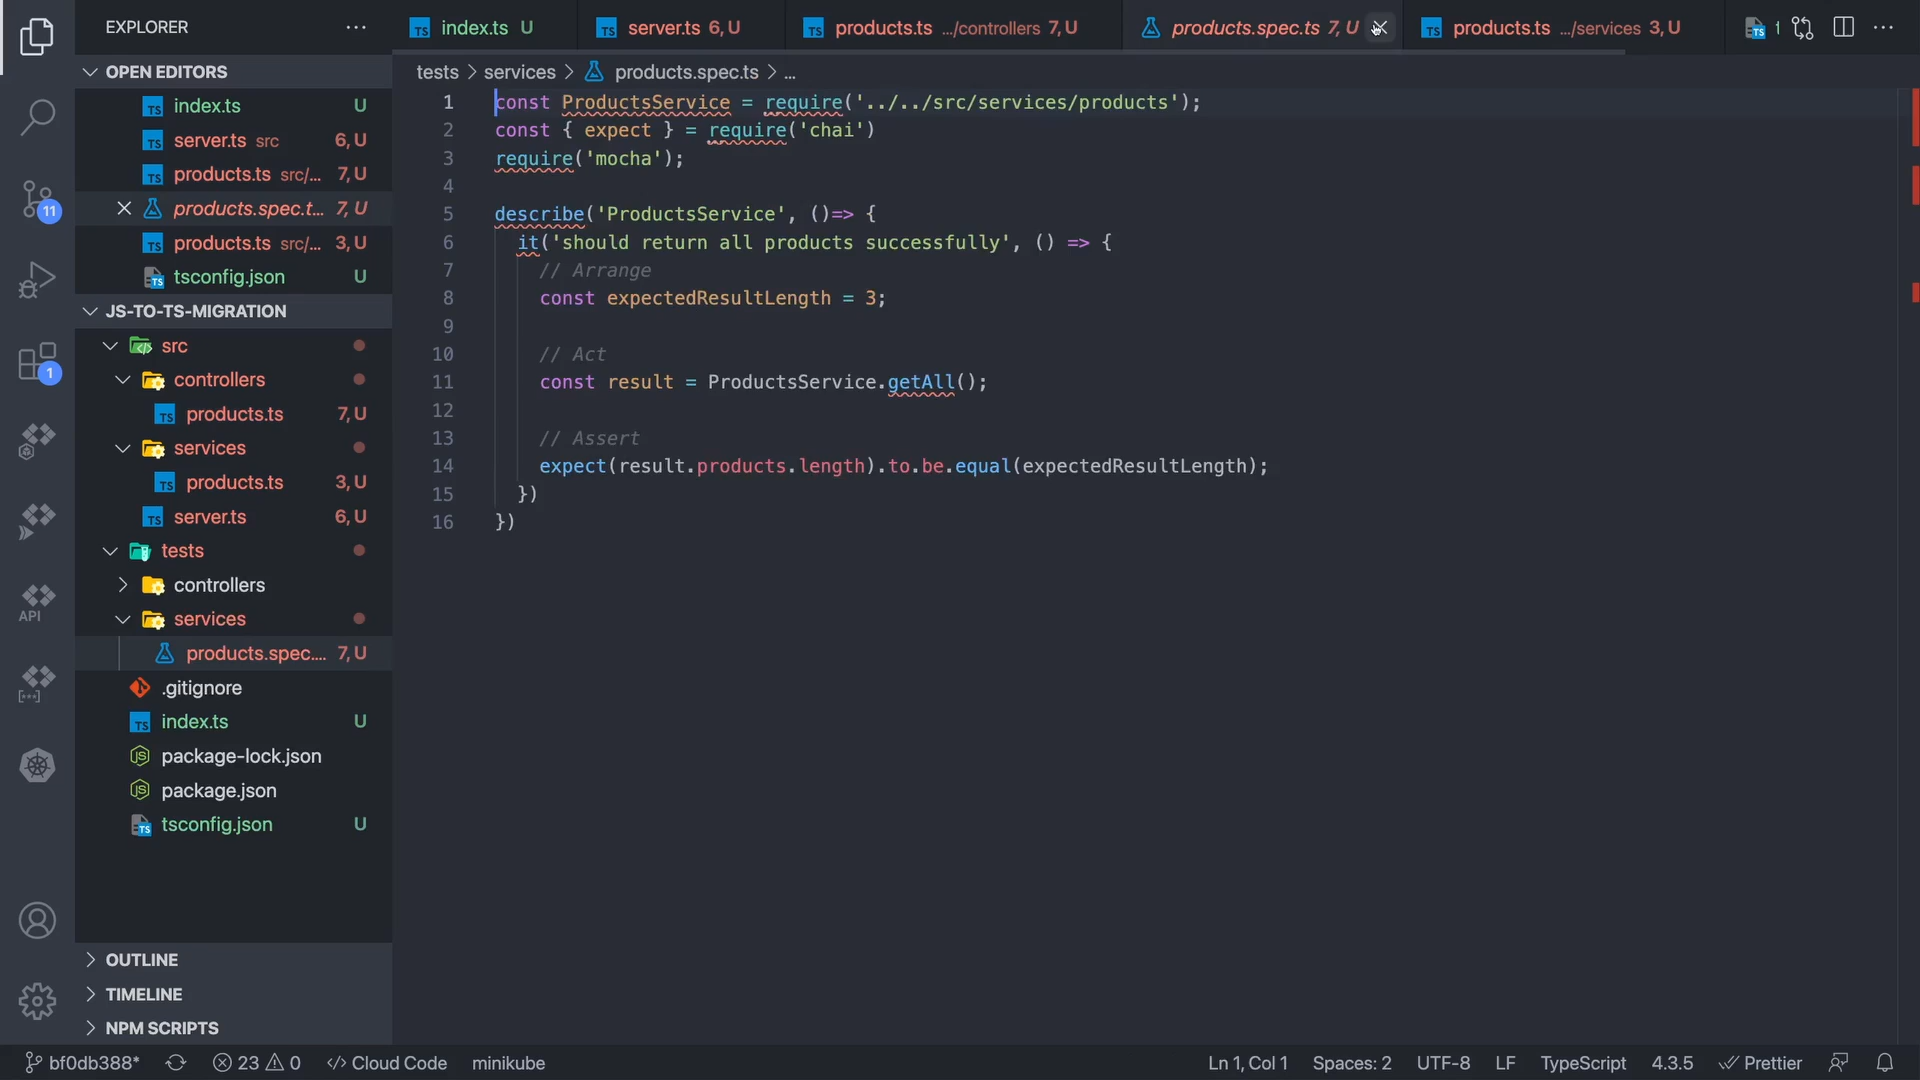 EXPLORER
index.ts U
server.ts 6, U
products.ts .../controllers 7, U
products.spec.ts 7, U
products.ts .../services 3, U
OPEN EDITORS
index.ts U
server.ts src 6, U
products.ts src/... 7, U
products.spec.t... 7, U
products.ts src/... 3, U
tsconfig.json U
JS-TO-TS-MIGRATION
src
controllers
products.ts 7, U
services
products.ts 3, U
server.ts 6, U
tests
controllers
services
products.spec.... 7, U
.gitignore
index.ts U
package-lock.json
package.json
tsconfig.json U
OUTLINE
TIMELINE
NPM SCRIPTS
11
1
API
tests > services > products.spec.ts > ...
1 const ProductsService = require('../../src/services/products');
2 const { expect } = require('chai')
3 require('mocha');
4
5 describe('ProductsService', ()=> {
6 it('should return all products successfully', () => {
7 // Arrange
8 const expectedResultLength = 3;
9
10 // Act
11 const result = ProductsService.getAll();
12
13 // Assert
14 expect(result.products.length).to.be.equal(expectedResultLength);
15 })
16 })
bf0db388* 23 0 Cloud Code minikube Ln 1, Col 1 Spaces: 2 UTF-8 LF TypeScript 4.3.5 Prettier